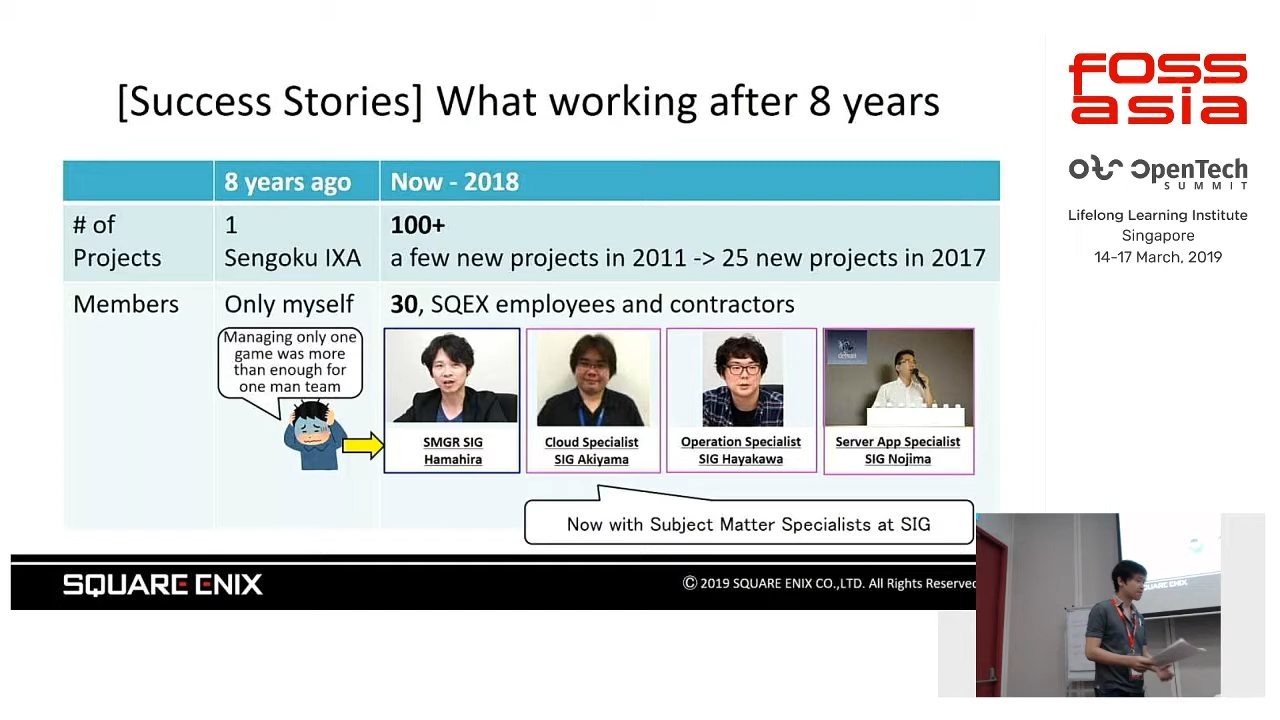 [Success Stories] What working after 8 years
8 years ago
Now - 2018
# of
Projects
1
Sengoku IXA
100+
a few new projects in 2011 -> 25 new projects in 2017
Members
Only myself
30, SQEX employees and contractors
Managing only one
game was more
than enough for
one man team
SMGR SIG
Hamahira
Cloud Specialist
SIG Akiyama
Operation Specialist
SIG Hayakawa
debian
Server App Specialist
SIG Nojima
Now with Subject Matter Specialists at SIG
SQUARE ENIX
© 2019 SQUARE ENIX CO.,LTD. All Rights Reserve
FOSS
asia
OpenTech
SUMMIT
Lifelong Learning Institute
Singapore
14-17 March, 2019
SQUARE ENIX